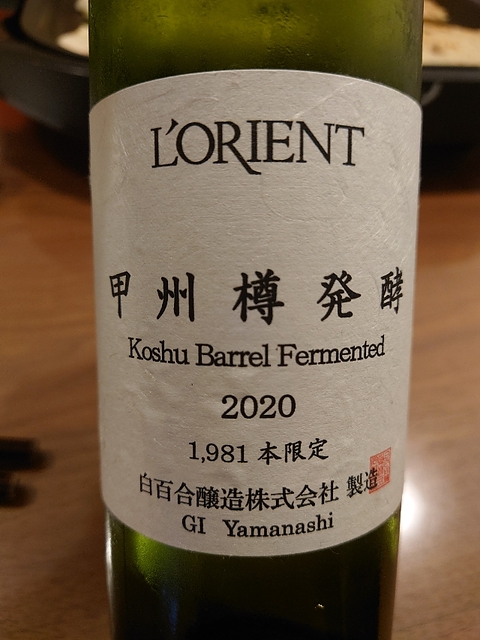 L'ORIENT
甲州樽発酵
Koshu Barrel Fermented
2020
1,981 本限定
白百合醸造株式会社 製造
GI Yamanashi